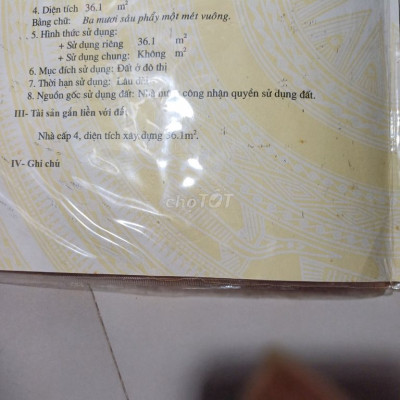 4. Diện tích 36.1 m²
Bằng chữ: Ba mươi sáu phẩy một mét vuông.
5. Hình thức sử dụng:
+ Sử dụng riêng 36.1 m²
+ Sử dụng chung: Không m²
6. Mục đích sử dụng: Đất ở đô thị
7. Thời hạn sử dụng: Lâu dài
8. Nguồn gốc sử dụng đất: Nhà nước công nhận quyền sử dụng đất.
III- Tài sản gắn liền với đất
Nhà cấp 4, diện tích xây dựng 36.1m².
IV- Ghi chú
choTOT